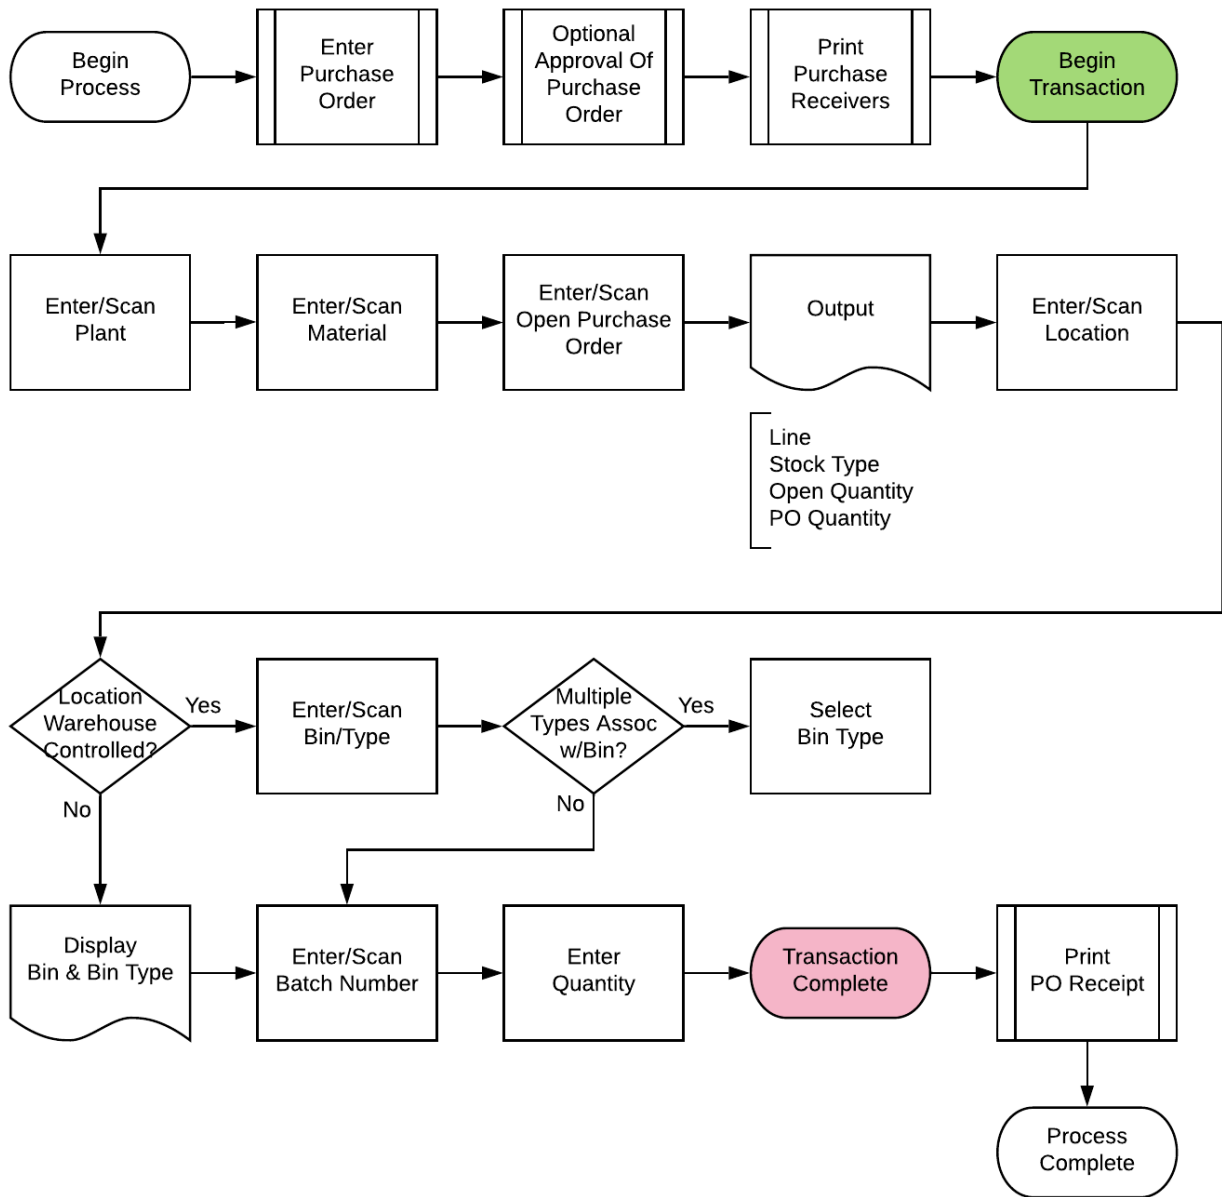 Begin
Process
Enter
Purchase
Order
Optional
Approval Of
Purchase
Order
Print
Purchase
Receivers
Begin
Transaction
Enter/Scan
Plant
Enter/Scan
Material
Enter/Scan
Open Purchase
Order
Output
Enter/Scan
Location
Line
Stock Type
Open Quantity
PO Quantity
Location
Warehouse
Controlled?
Yes
No
Enter/Scan
Bin/Type
Multiple
Types Assoc
w/Bin?
Yes
No
Select
Bin Type
Display
Bin & Bin Type
Enter/Scan
Batch Number
Enter
Quantity
Transaction
Complete
Print
PO Receipt
Process
Complete